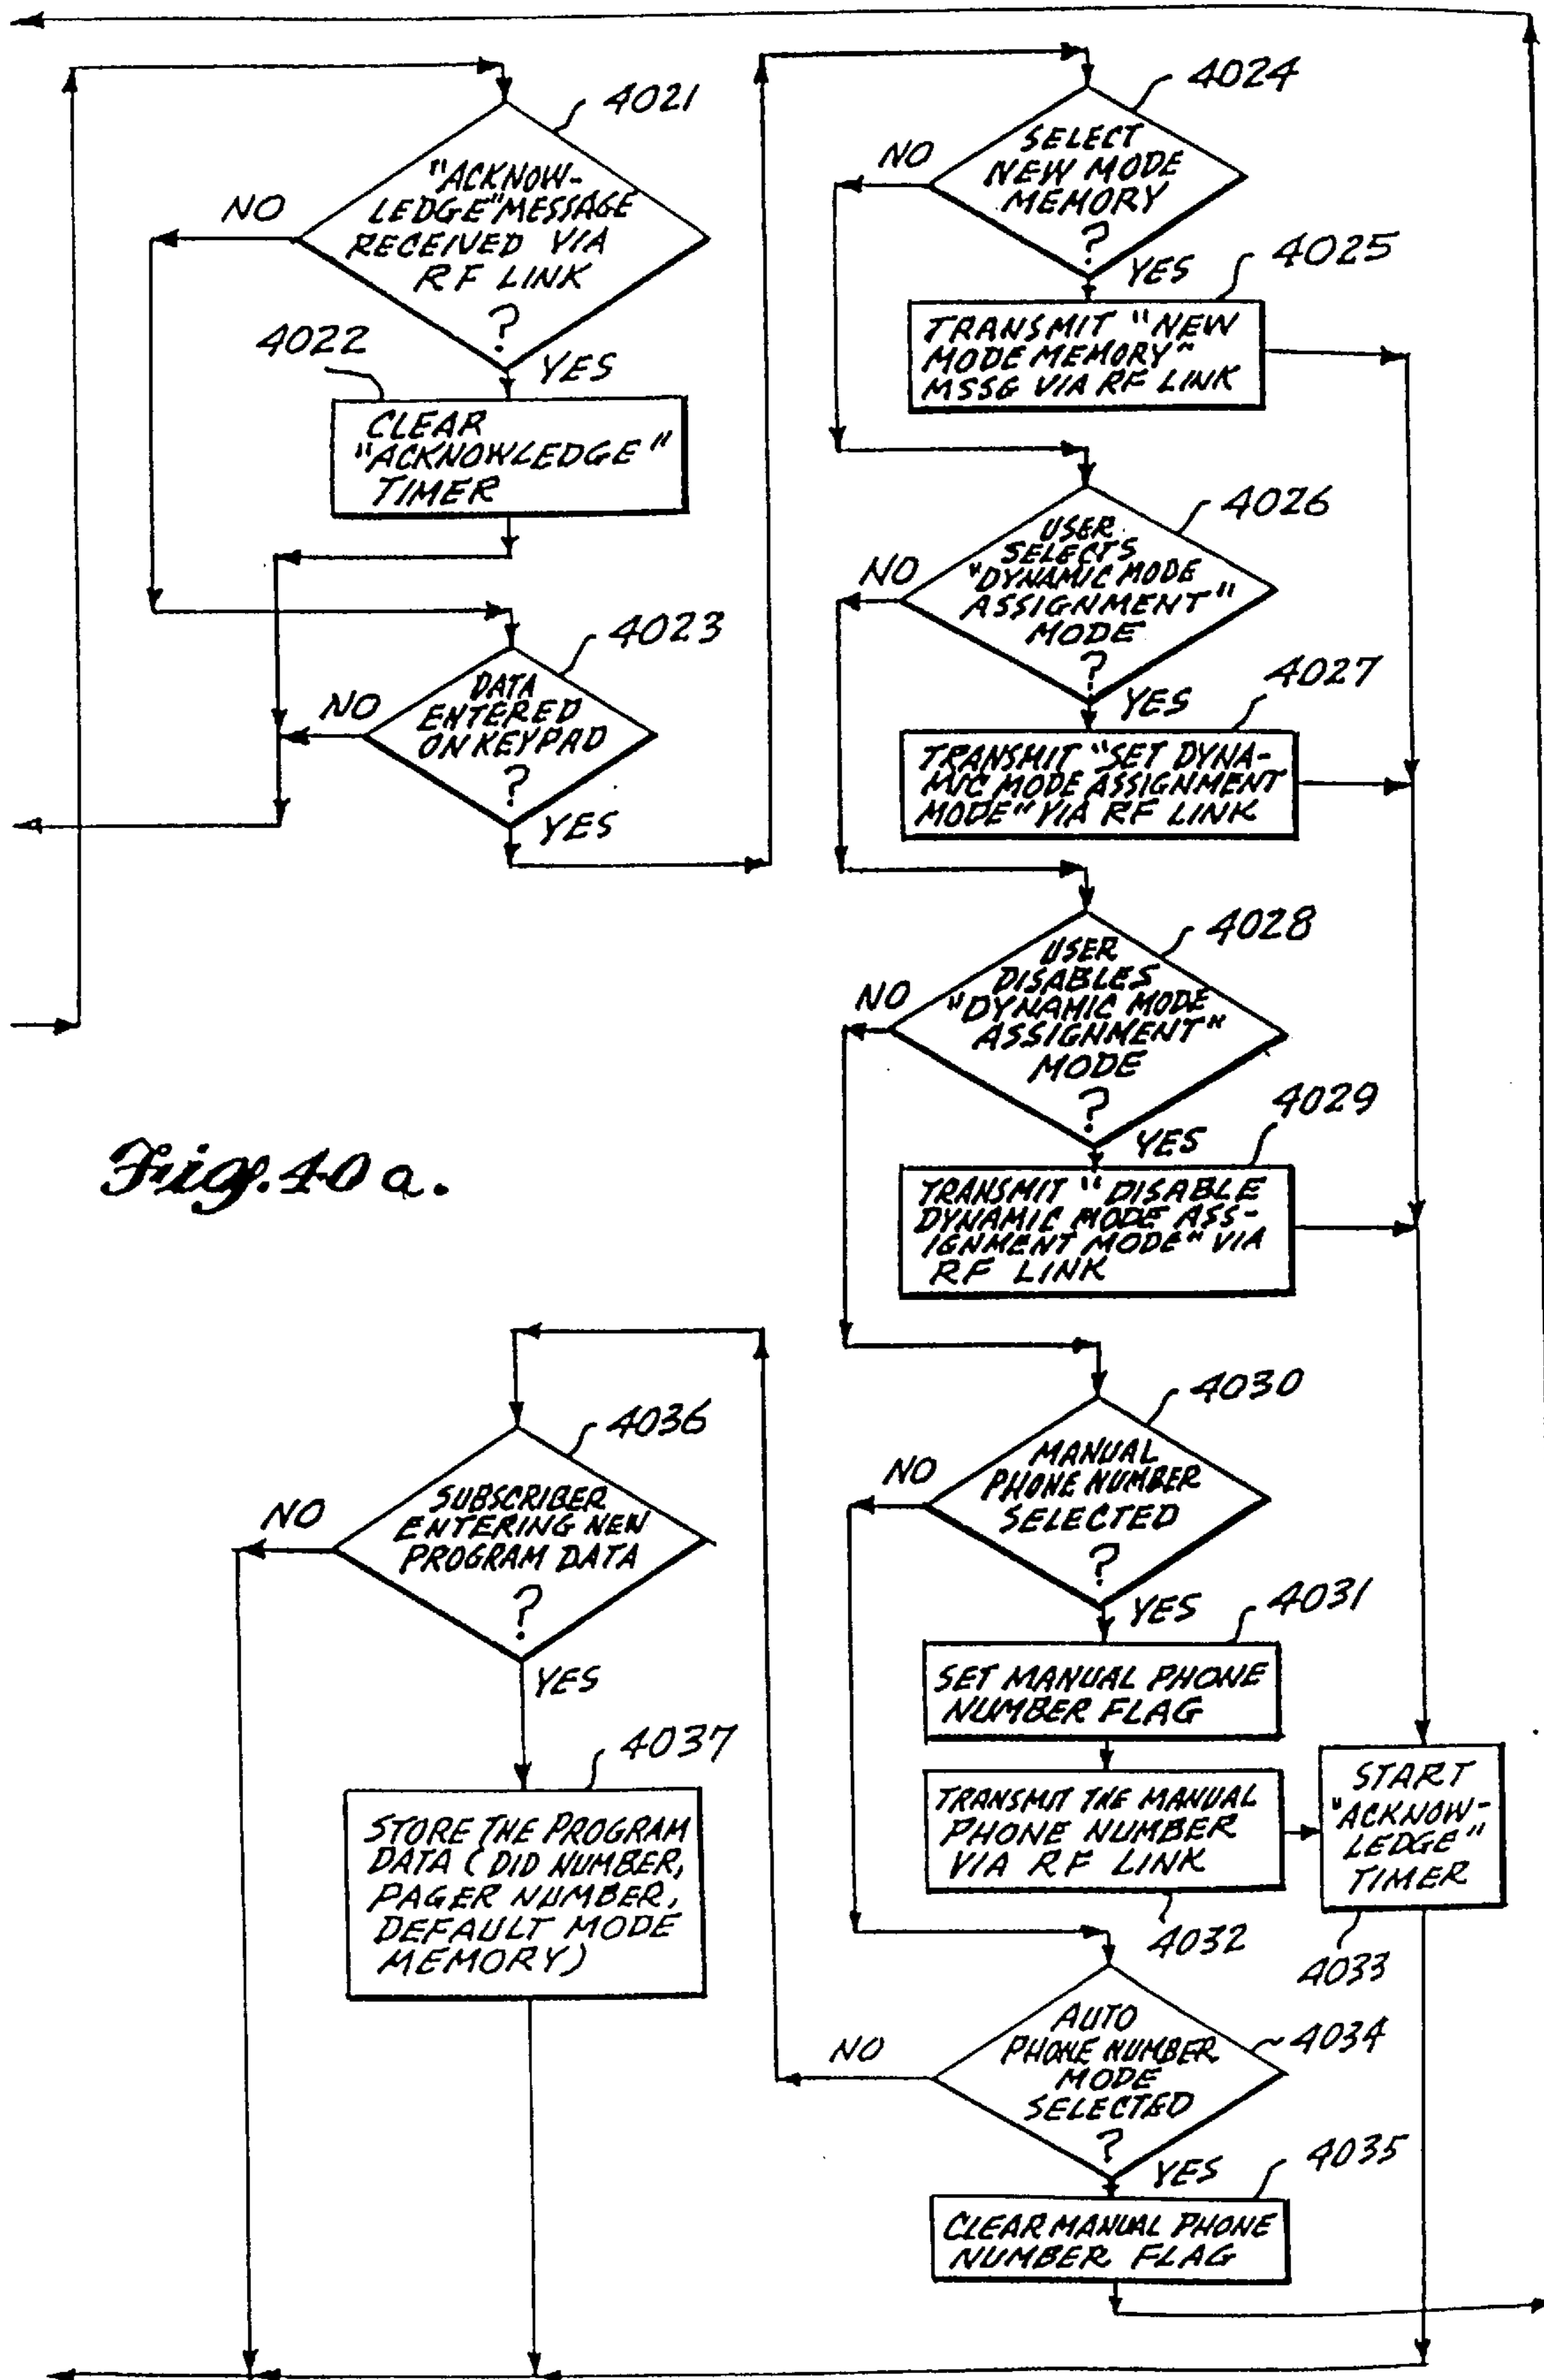 4021
"ACKNOW-
LEDGE" MESSAGE
RECEIVED VIA
RF LINK
?
NO
YES
4022
CLEAR
"ACKNOWLEDGE"
TIMER
4023
DATA
ENTERED
ON KEYPAD
?
NO
YES
4024
SELECT
NEW MODE
MEMORY
?
NO
YES
4025
TRANSMIT "NEW
MODE MEMORY"
MSSG VIA RF LINK
4026
USER
SELECTS
"DYNAMIC MODE
ASSIGNMENT"
MODE
?
NO
YES
4027
TRANSMIT "SET DYNA-
MIC MODE ASSIGNMENT
MODE" VIA RF LINK
4028
USER
DISABLES
"DYNAMIC MODE
ASSIGNMENT"
MODE
?
NO
YES
4029
TRANSMIT "DISABLE
DYNAMIC MODE ASS-
IGNMENT MODE" VIA
RF LINK
Fig. 40a.
4030
MANUAL
PHONE NUMBER
SELECTED
?
NO
YES
4031
SET MANUAL PHONE
NUMBER FLAG
TRANSMIT THE MANUAL
PHONE NUMBER
VIA RF LINK
4032
START
"ACKNOW-
LEDGE"
TIMER
4033
4034
AUTO
PHONE NUMBER
MODE
SELECTED
?
NO
YES
4035
CLEAR MANUAL PHONE
NUMBER FLAG
4036
SUBSCRIBER
ENTERING NEW
PROGRAM DATA
?
NO
YES
4037
STORE THE PROGRAM
DATA (DID NUMBER,
PAGER NUMBER,
DEFAULT MODE
MEMORY)